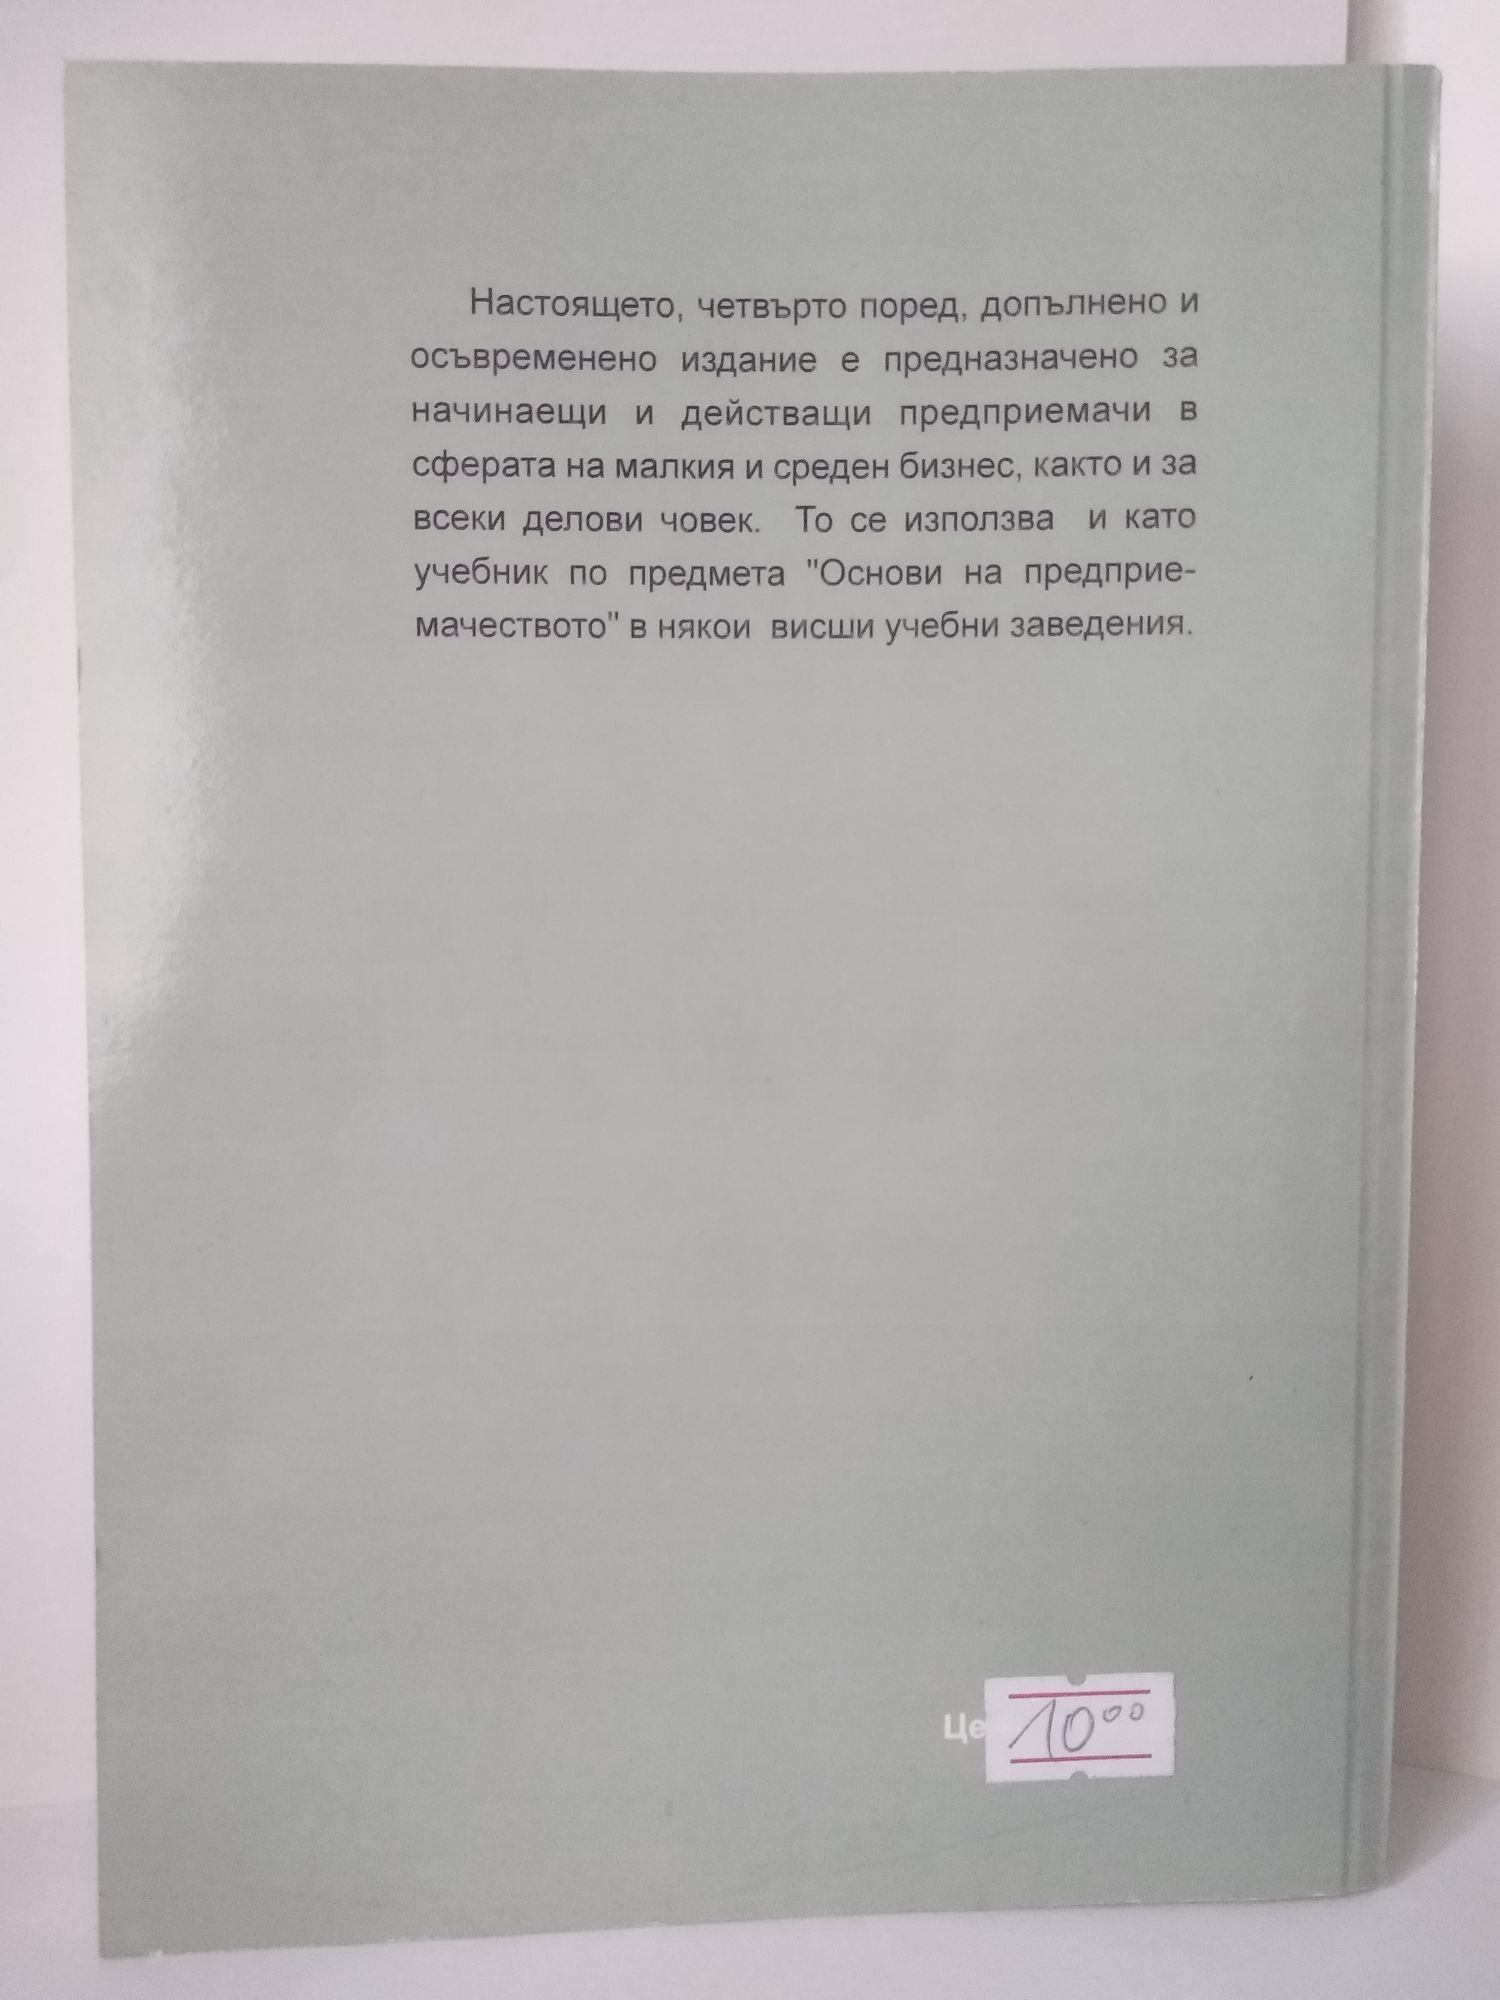 Настоящето, четвърто поред, допълнено и
осъвременено издание е предназначено за
начинаещи и действащи предприемачи в
сферата на малкия и среден бизнес, както и за
всеки делови човек. То се използва и като
учебник по предмета "Основи на предприе-
мачеството" в някои висши учебни заведения.
Це
10⁰⁰